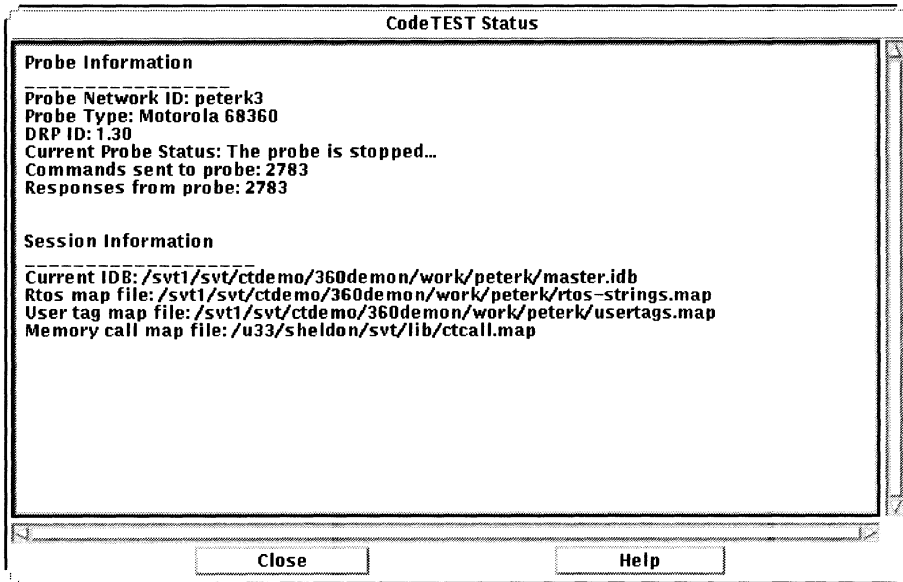 CodeTEST Status
Probe Information
__________________
Probe Network ID: peterk3
Probe Type: Motorola 68360
DRP ID: 1.30
Current Probe Status: The probe is stopped...
Commands sent to probe: 2783
Responses from probe: 2783
Session Information
____________________
Current IDB: /svt1/svt/ctdemo/360demon/work/peterk/master.idb
Rtos map file: /svt1/svt/ctdemo/360demon/work/peterk/rtos-strings.map
User tag map file: /svt1/svt/ctdemo/360demon/work/peterk/usertags.map
Memory call map file: /u33/sheldon/svt/lib/ctcall.map
Close Help